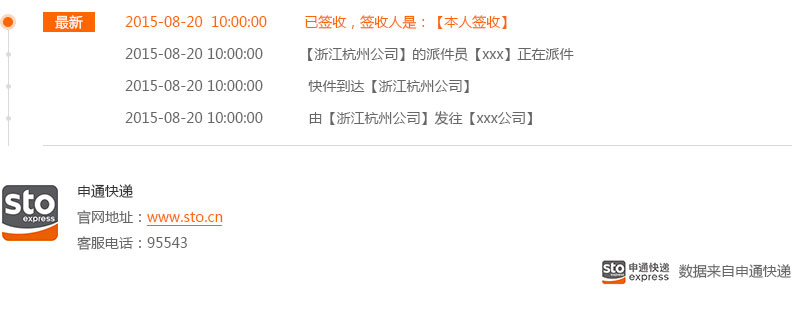 最新 2015-08-20 10:00:00 已签收，签收人是：【本人签收】
2015-08-20 10:00:00 【浙江杭州公司】的派件员【xxx】正在派件
2015-08-20 10:00:00 快件到达【浙江杭州公司】
2015-08-20 10:00:00 由【浙江杭州公司】发往【xxx公司】
sto
express
申通快递
官网地址：www.sto.cn
客服电话：95543
sto 申通快递
express
数据来自申通快递